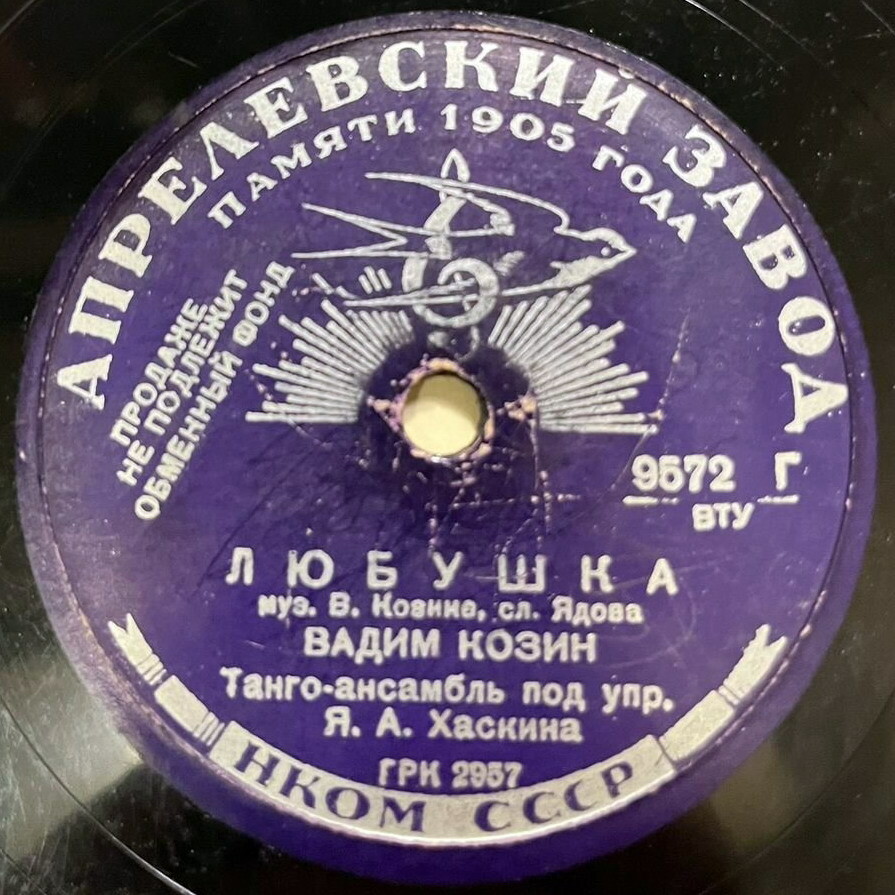 АПРЕЛЕВСКИЙ ЗАВОД
ПАМЯТИ 1905 ГОДА
ПРОДАЖЕ
НЕ ПОДЛЕЖИТ
ОБМЕННЫЙ ФОНД
9572 Г
ВТУ
ЛЮБУШКА
муз. В. Козина, сл. Ядова
ВАДИМ КОЗИН
Танго-ансамбль под упр.
Я. А. Хаскина
ГРК 2957
НКОМ СССР